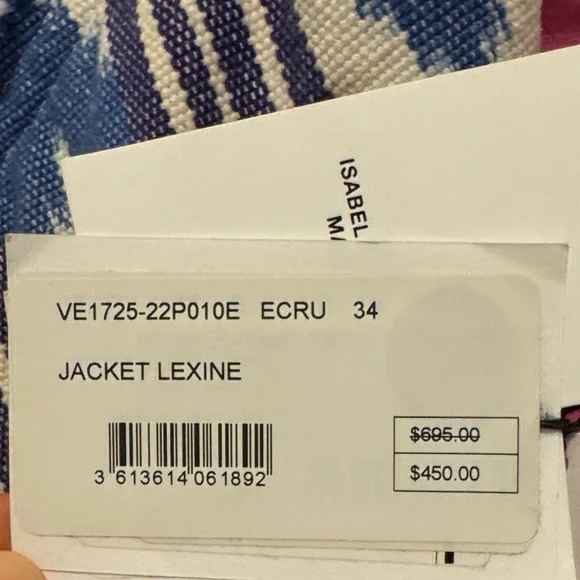 ISABEL
VE1725-22P010E ECRU 34
JACKET LEXINE
3 613614 061892
$695.00
$450.00